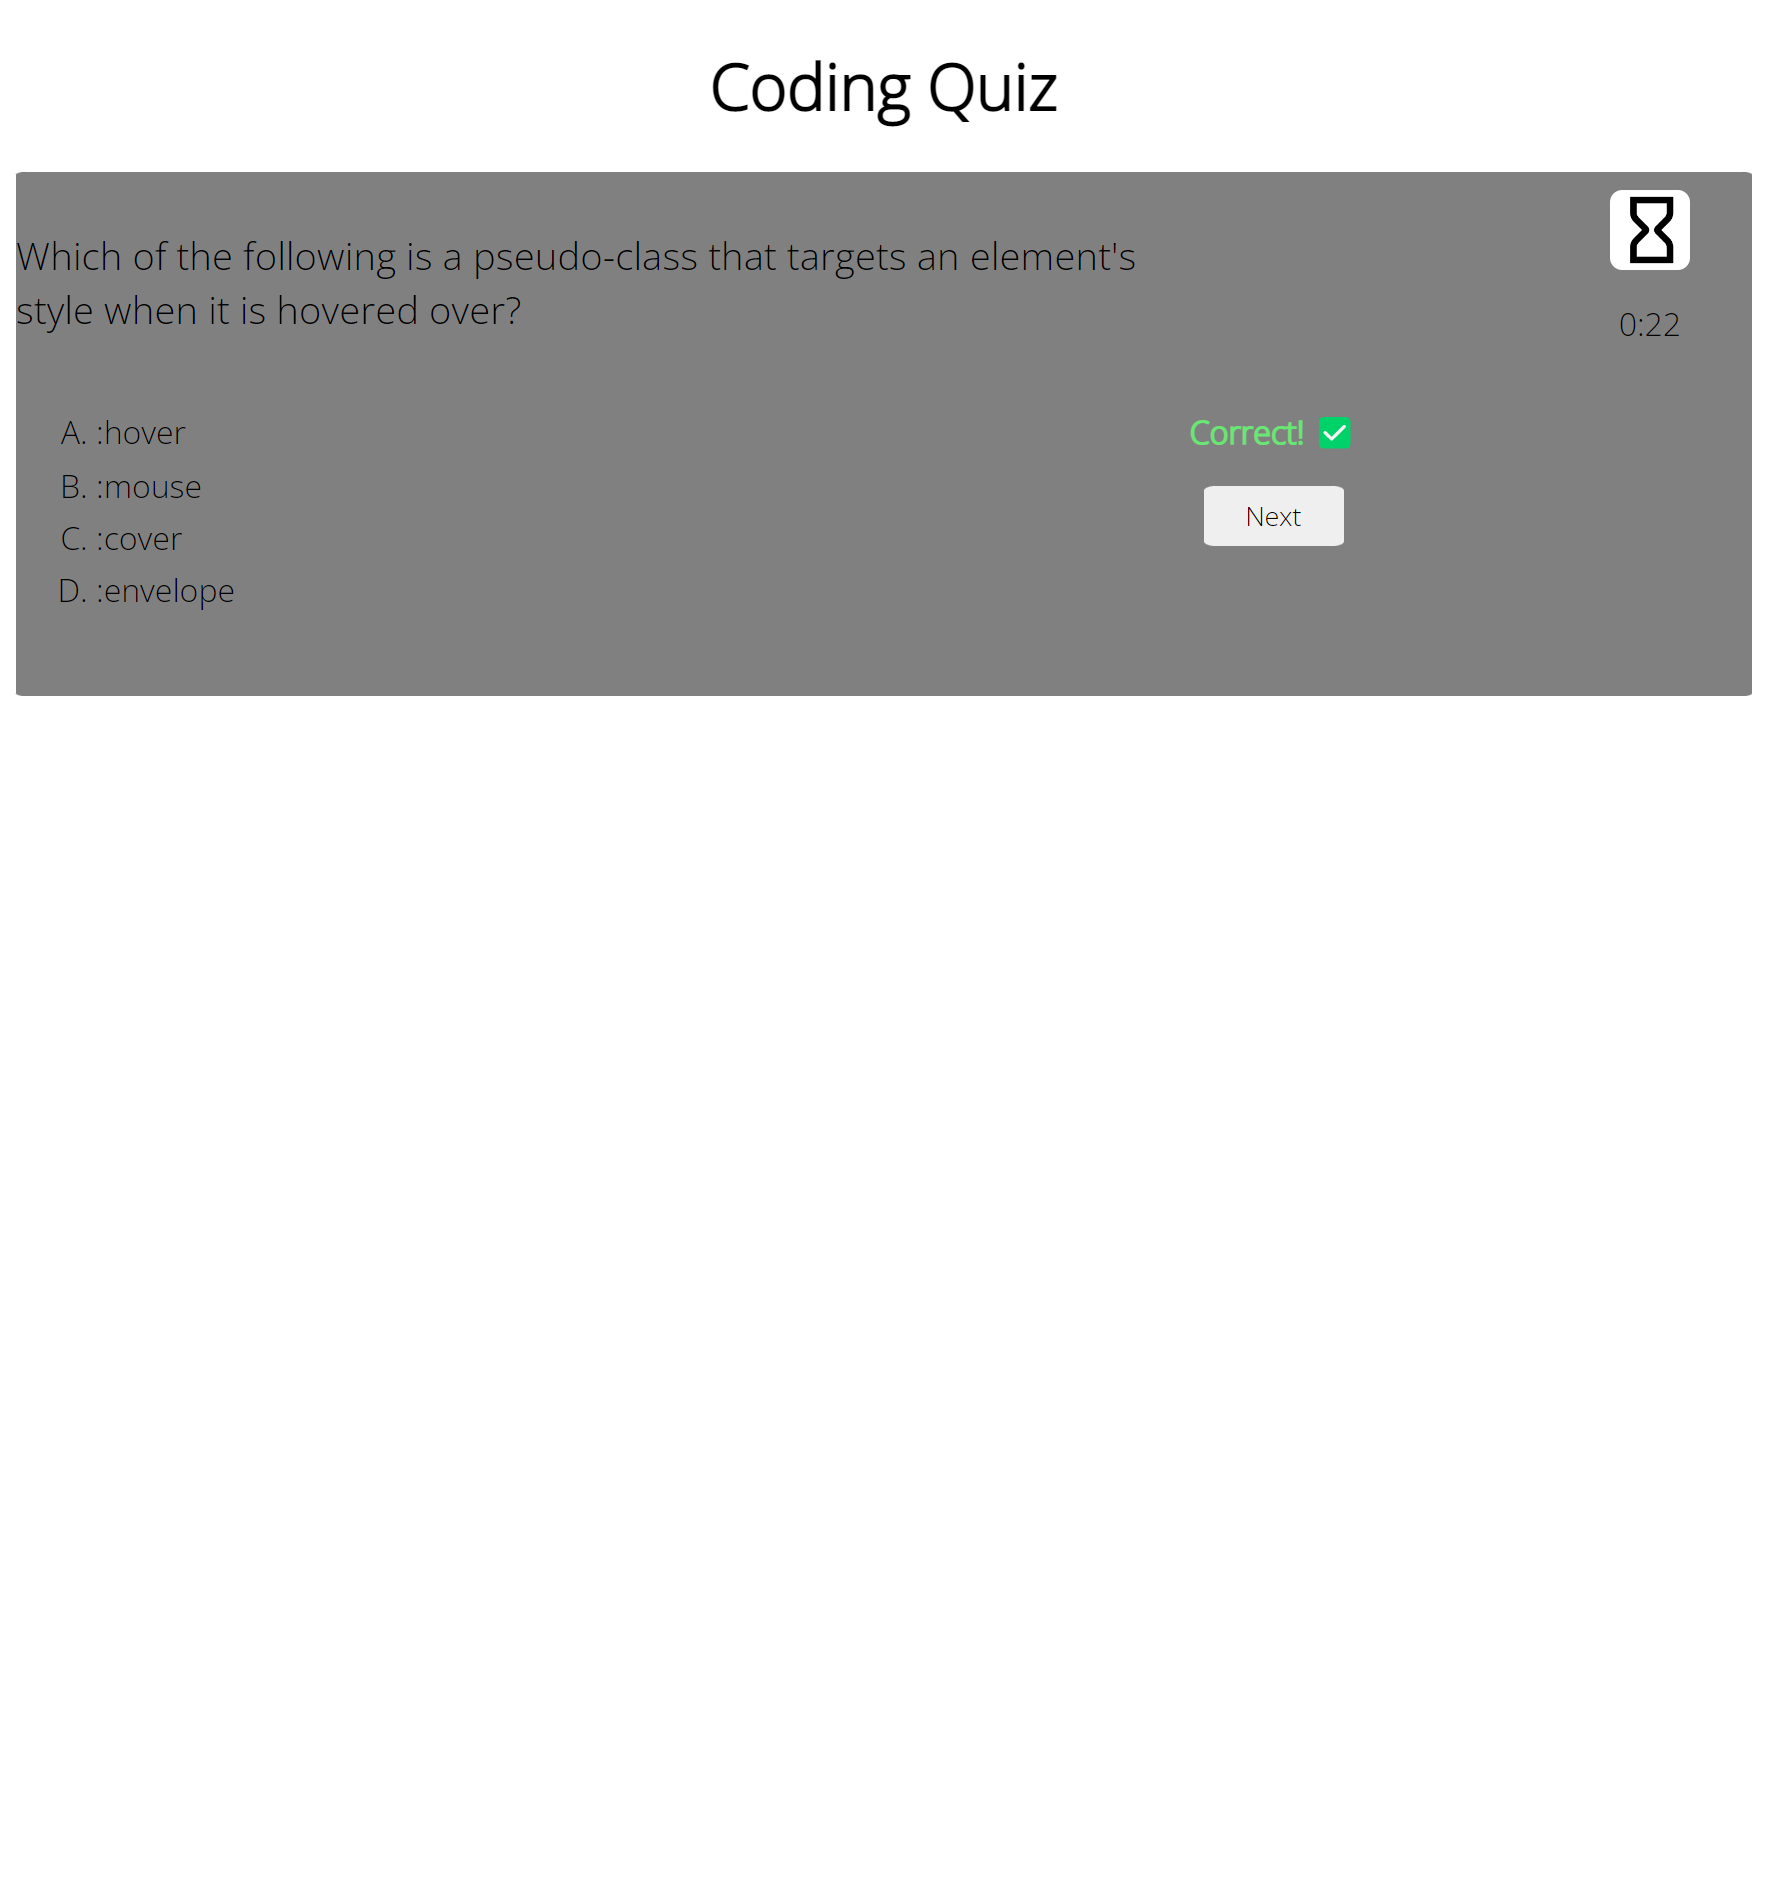 Coding Quiz
Which of the following is a pseudo-class that targets an element's
style when it is hovered over?
0:22
A. :hover
B. :mouse
C. :cover
D. :envelope
Correct!
Next